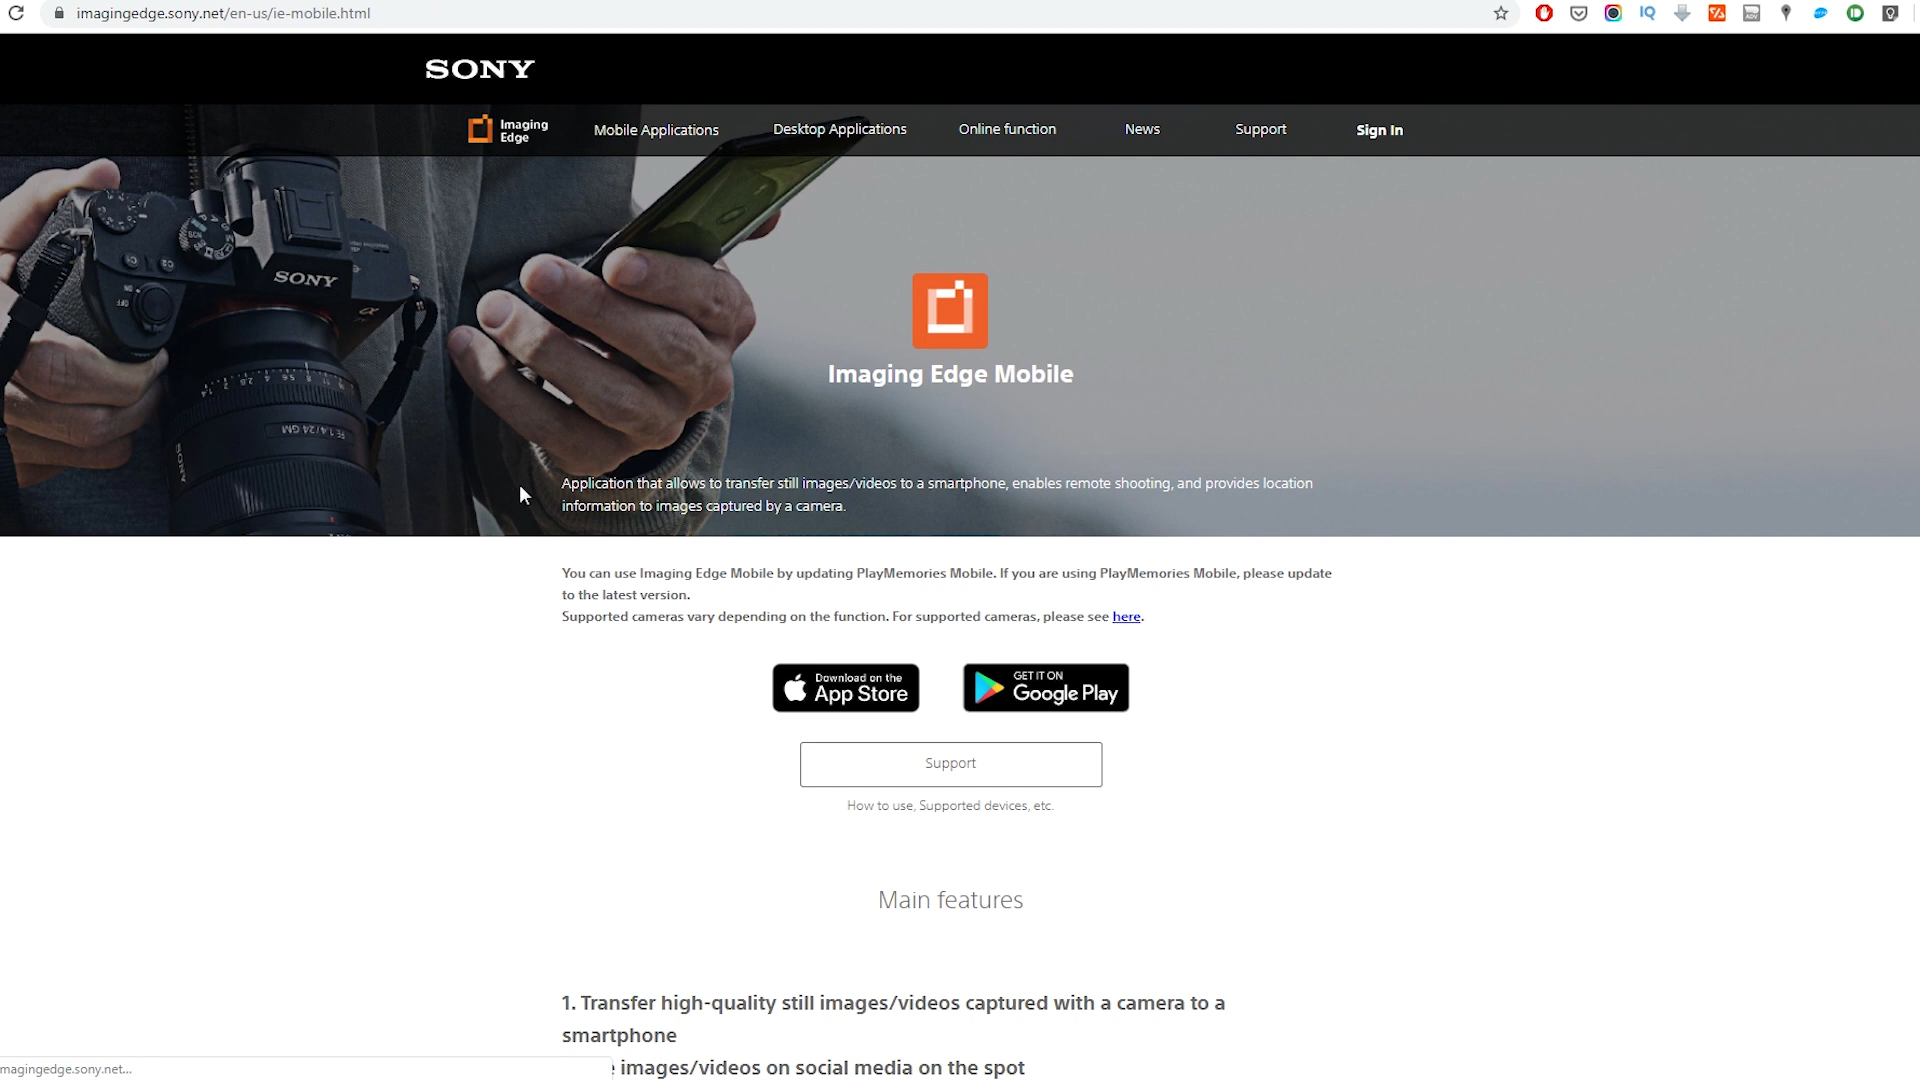 imagingedge.sony.net/en-us/ie-mobile.html
SONY
Imaging
Edge
Mobile Applications
Desktop Applications
Online function
News
Support
Sign In
SONY
α
FE 1.4/24 GM
SONY
Imaging Edge Mobile
Application that allows to transfer still images/videos to a smartphone, enables remote shooting, and provides location
information to images captured by a camera.
You can use Imaging Edge Mobile by updating PlayMemories Mobile. If you are using PlayMemories Mobile, please update
to the latest version.
Supported cameras vary depending on the function. For supported cameras, please see here.
Download on the
App Store
GET IT ON
Google Play
Support
How to use, Supported devices, etc.
Main features
1. Transfer high-quality still images/videos captured with a camera to a
smartphone
images/videos on social media on the spot
magingedge.sony.net...